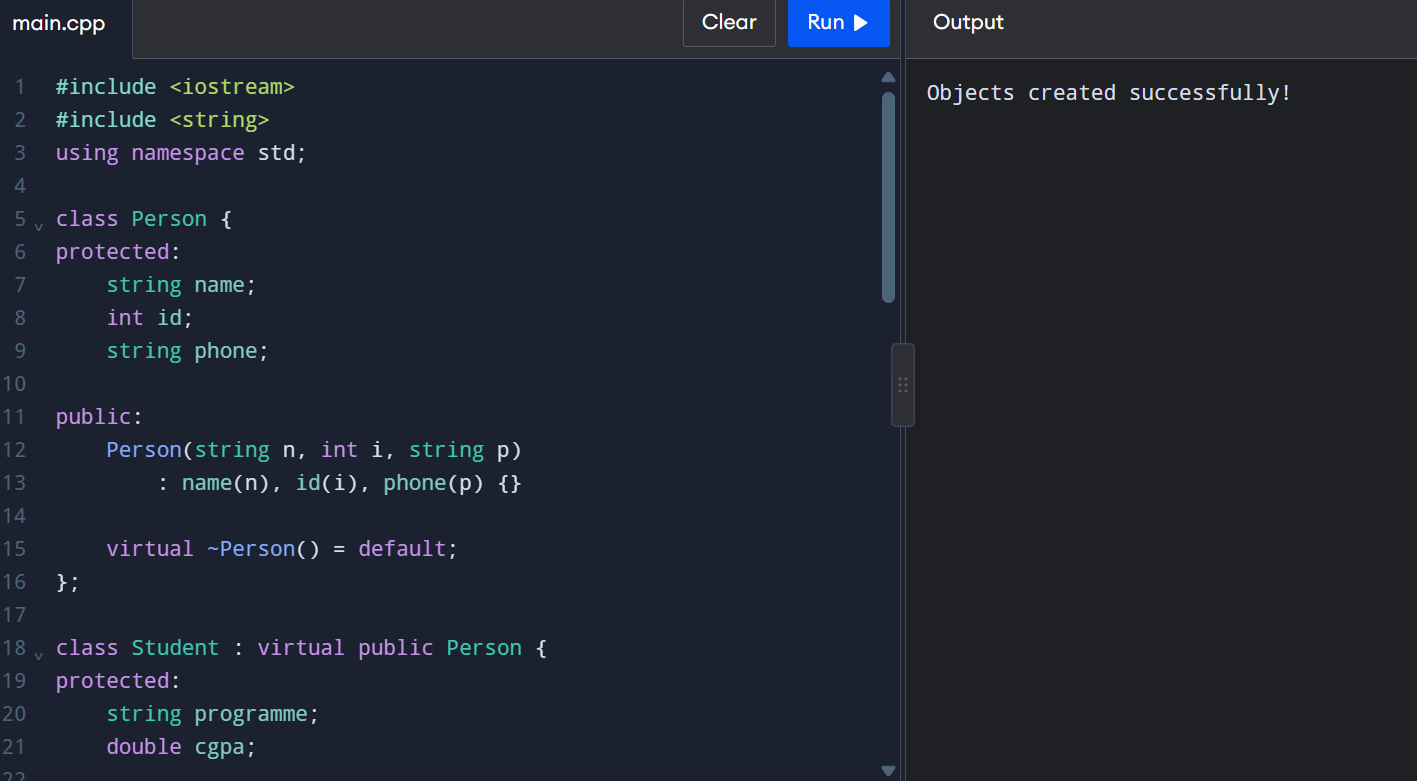 main.cpp
Clear
Run
Output
1 #include <iostream>
2 #include <string>
3 using namespace std;
4
5 class Person {
6 protected:
7     string name;
8     int id;
9     string phone;
10
11 public:
12     Person(string n, int i, string p)
13         : name(n), id(i), phone(p) {}
14
15     virtual ~Person() = default;
16 };
17
18 class Student : virtual public Person {
19 protected:
20     string programme;
21     double cgpa;
22
Objects created successfully!